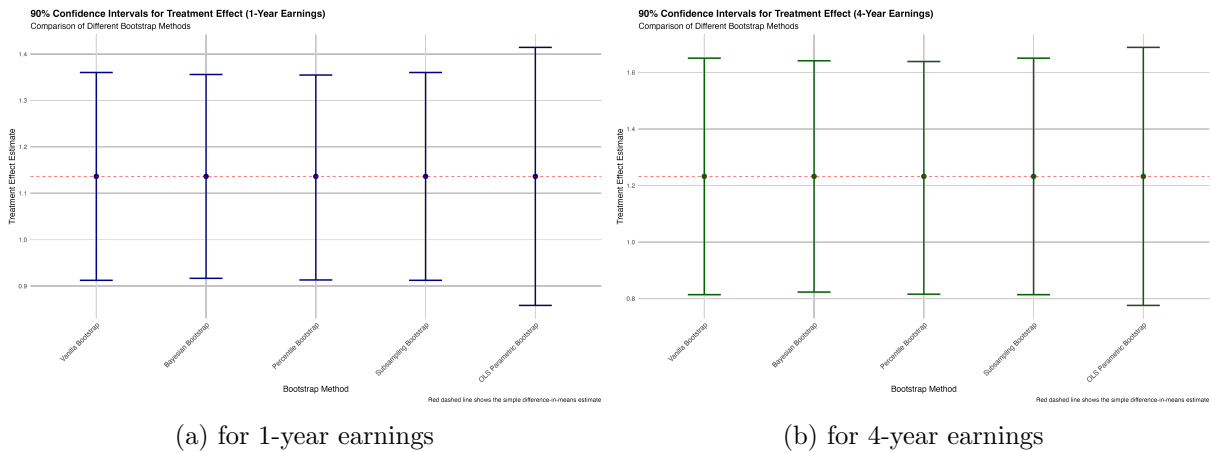 90% Confidence Intervals for Treatment Effect (1-Year Earnings)
Comparison of Different Bootstrap Methods
Treatment Effect Estimate
1.4
1.3
1.2
1.1
1.0
0.9
Vanilla Bootstrap
Bayesian Bootstrap
Percentile Bootstrap
Subsampling Bootstrap
OLS Parametric Bootstrap
Bootstrap Method
Red dashed line shows the simple difference-in-means estimate
(a) for 1-year earnings
90% Confidence Intervals for Treatment Effect (4-Year Earnings)
Comparison of Different Bootstrap Methods
Treatment Effect Estimate
1.6
1.4
1.2
1.0
0.8
Vanilla Bootstrap
Bayesian Bootstrap
Percentile Bootstrap
Subsampling Bootstrap
OLS Parametric Bootstrap
Bootstrap Method
Red dashed line shows the simple difference-in-means estimate
(b) for 4-year earnings